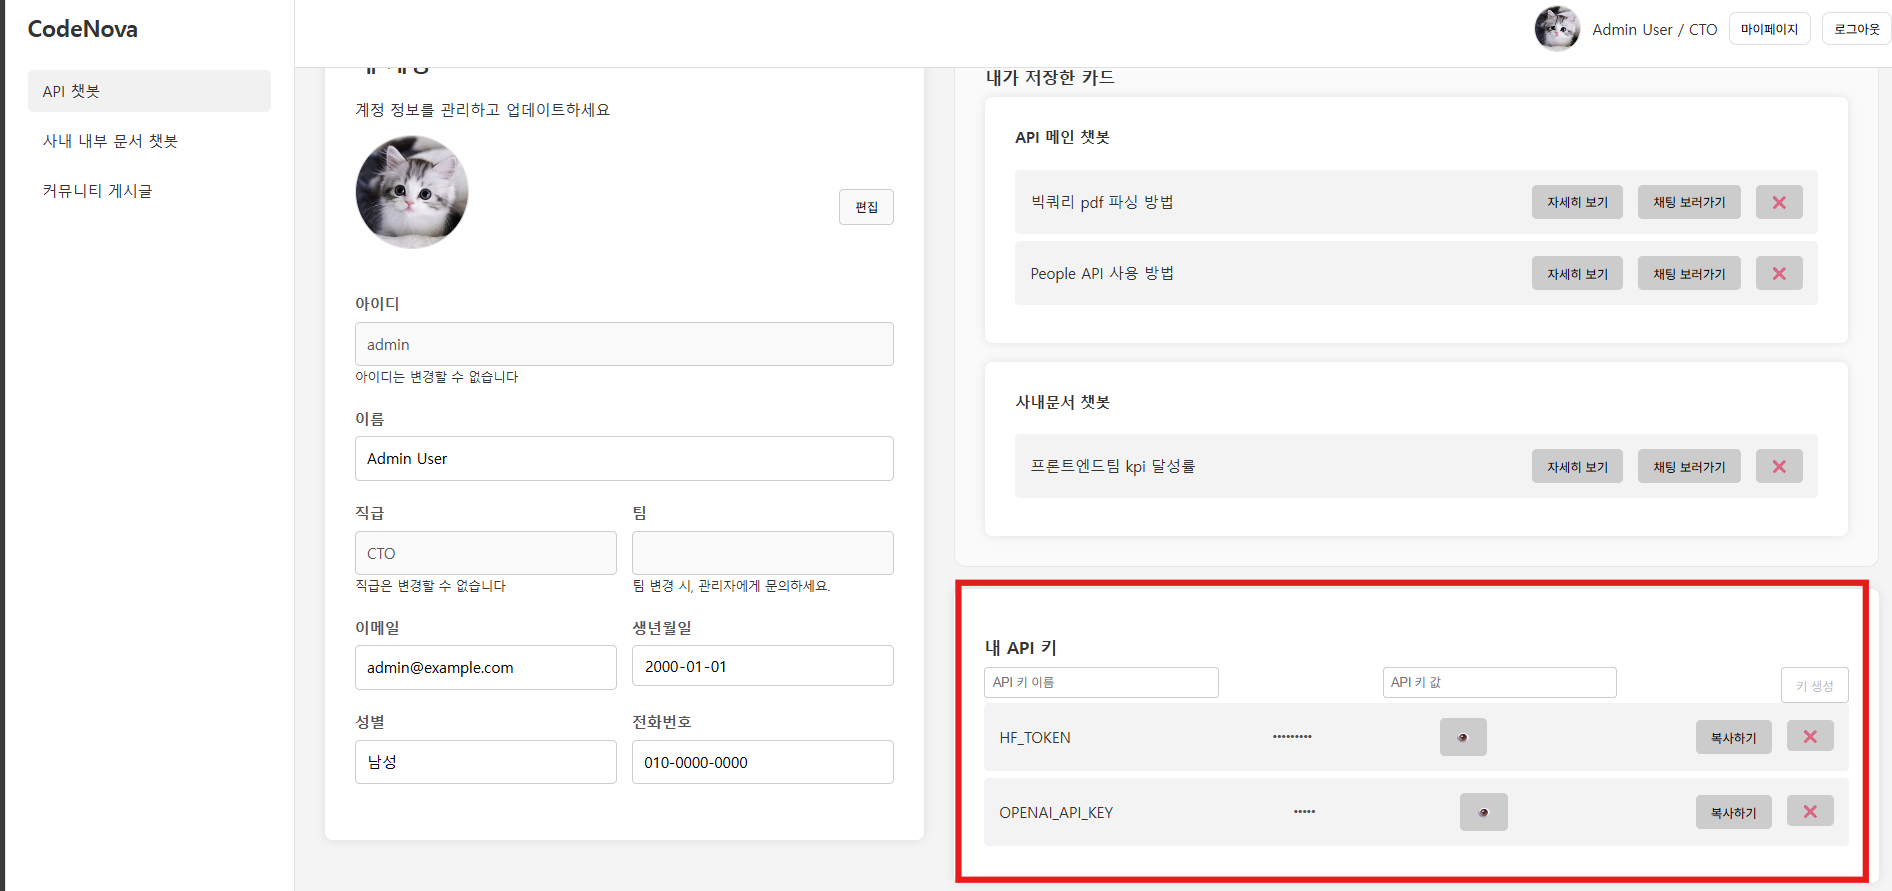 CodeNova
API 챗봇
사내 내부 문서 챗봇
커뮤니티 게시글
Admin User / CTO
마이페이지
로그아웃
계정 정보를 관리하고 업데이트하세요
편집
아이디
admin
아이디는 변경할 수 없습니다
이름
Admin User
직급
팀
CTO
직급은 변경할 수 없습니다
팀 변경 시, 관리자에게 문의하세요.
이메일
생년월일
admin@example.com
2000-01-01
성별
전화번호
남성
010-0000-0000
내가 저장한 카드
API 메인 챗봇
빅쿼리 pdf 파싱 방법
자세히 보기
채팅 보러가기
People API 사용 방법
자세히 보기
채팅 보러가기
사내문서 챗봇
프론트엔드팀 kpi 달성률
자세히 보기
채팅 보러가기
내 API 키
API 키 이름
API 키 값
키 생성
HF_TOKEN
•••••••••
복사하기
OPENAI_API_KEY
•••••
복사하기